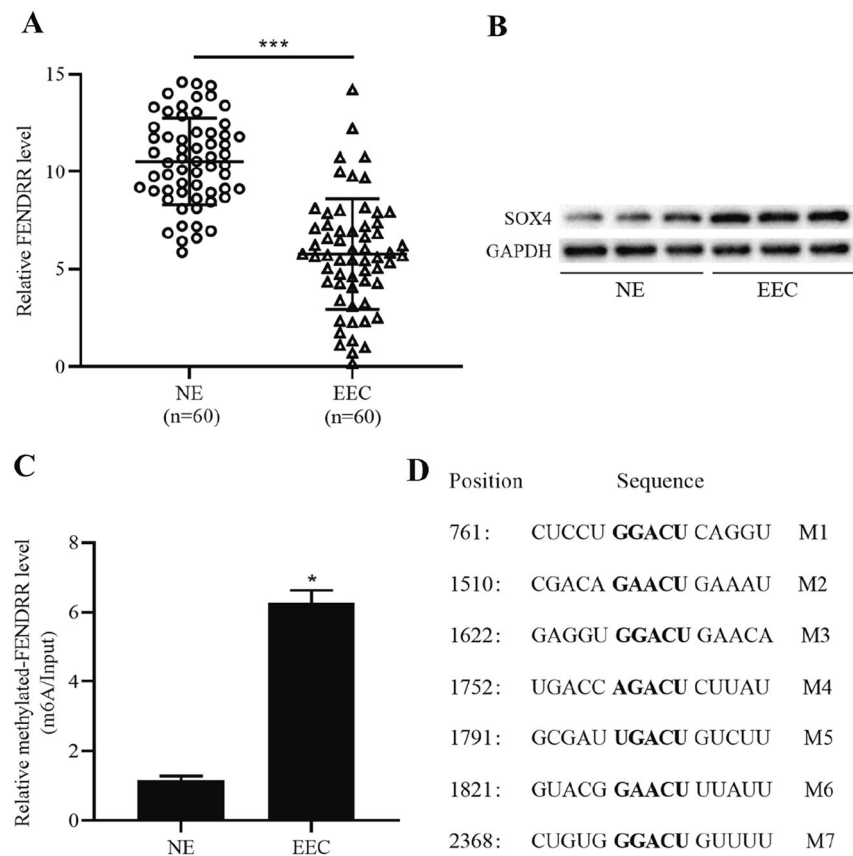 A
***
Relative FENDRR level
15
10
5
0
NE
(n=60)
EEC
(n=60)
B
SOX4
GAPDH
NE
EEC
C
Relative methylated-FENDRR level
(m6A/Input)
8
6
4
2
0
*
NE
EEC
D
Position Sequence
761: CUCCU GGACU CAGGU M1
1510: CGACA GAACU GAAAU M2
1622: GAGGU GGACU GAACA M3
1752: UGACC AGACU CUUAU M4
1791: GCGAU UGACU GUCUU M5
1821: GUACG GAACU UUAUU M6
2368: CUGUG GGACU GUUUU M7